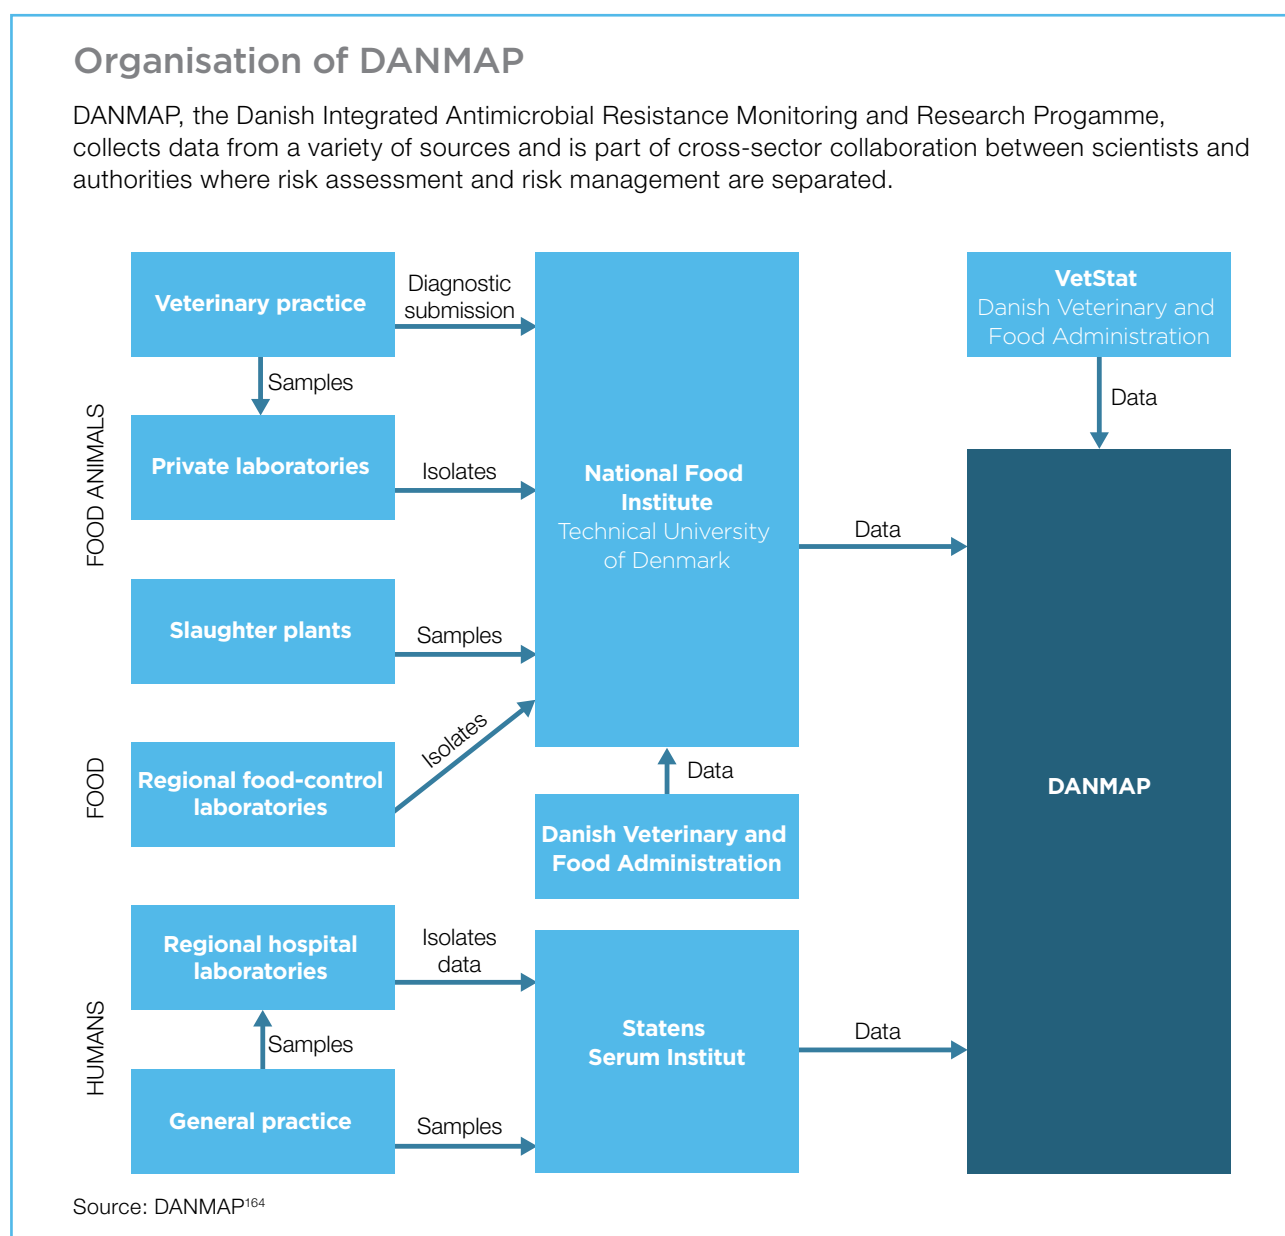 Organisation of DANMAP
DANMAP, the Danish Integrated Antimicrobial Resistance Monitoring and Research Progamme,
collects data from a variety of sources and is part of cross-sector collaboration between scientists and
authorities where risk assessment and risk management are separated.
FOOD ANIMALS
Veterinary practice
Diagnostic
submission
Samples
Private laboratories
Isolates
Slaughter plants
Samples
FOOD
Regional food-control
laboratories
Isolates
National Food
Institute
Technical University
of Denmark
Data
Data
Danish Veterinary and
Food Administration
VetStat
Danish Veterinary and
Food Administration
Data
DANMAP
HUMANS
Regional hospital
laboratories
Isolates
data
Samples
General practice
Samples
Statens
Serum Institut
Data
Source: DANMAP164